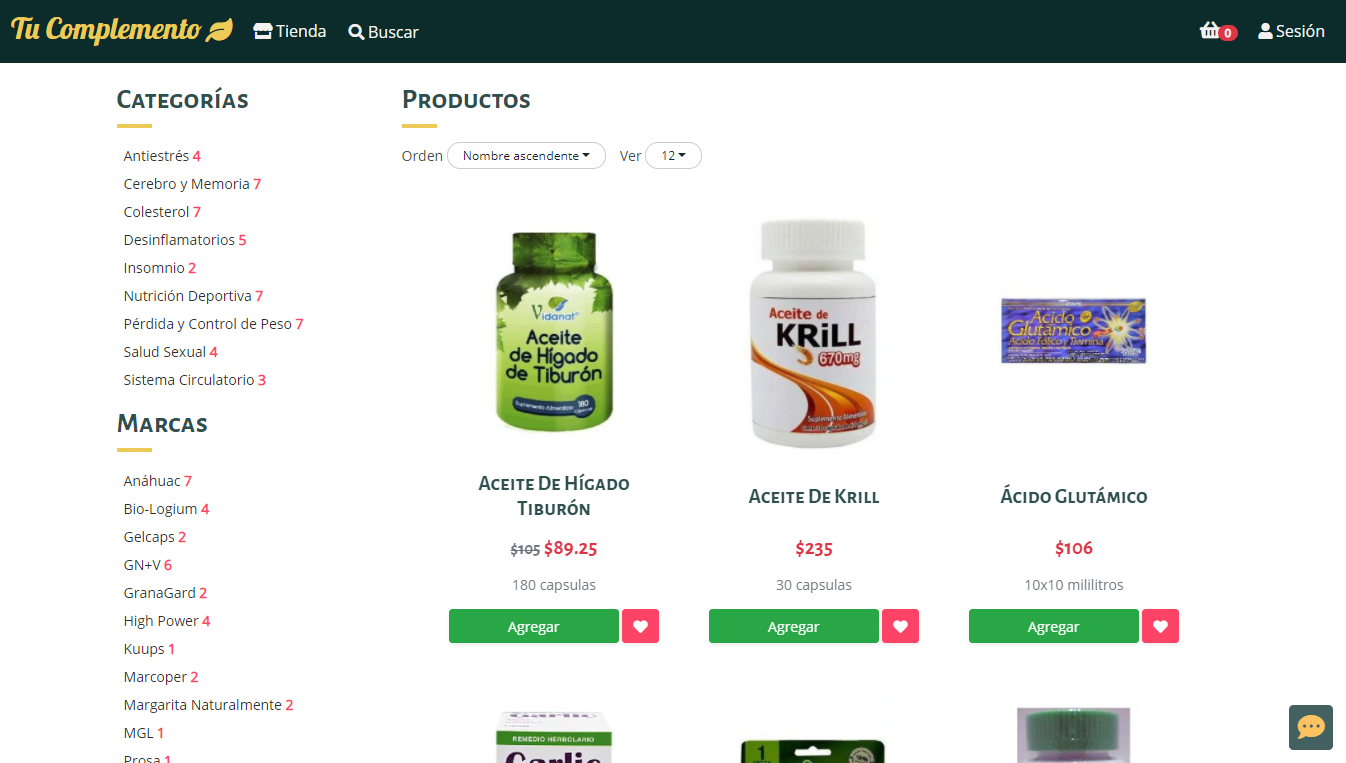 Tu Complemento
Tienda
Buscar
0
Sesión
Categorías
Antiestrés 4
Cerebro y Memoria 7
Colesterol 7
Desinflamatorios 5
Insomnio 2
Nutrición Deportiva 7
Pérdida y Control de Peso 7
Salud Sexual 4
Sistema Circulatorio 3
Marcas
Anáhuac 7
Bio-Logium 4
Gelcaps 2
GN+V 6
GranaGard 2
High Power 4
Kuups 1
Marcoper 2
Margarita Naturalmente 2
MGL 1
Prosa 1
Productos
Orden Nombre ascendente Ver 12
Vidanat
Aceite
de Hígado
de Tiburón
Suplemento Alimenticio 180
Aceite de Hígado
Tiburón
$105 $89.25
180 capsulas
Agregar
Aceite de
KRiLL
670mg
Suplemento Alimenticio
Aceite De Krill
$235
30 capsulas
Agregar
Acido
Glutámico
Acido Fólico y Tiamina
Ácido Glutámico
$106
10x10 mililitros
Agregar
Garlic
REMEDIO HERBOLARIO
Garlic
1